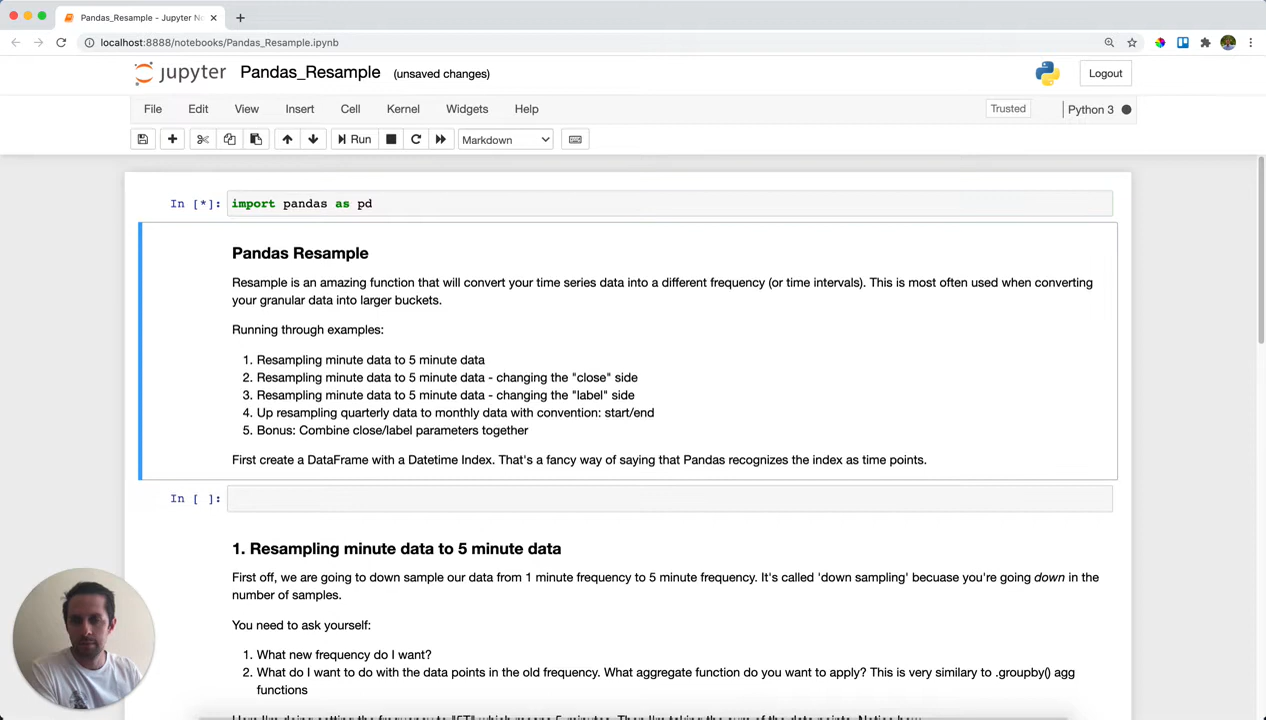 Pandas_Resample - Jupyter No
localhost:8888/notebooks/Pandas_Resample.ipynb
jupyter Pandas_Resample (unsaved changes) Logout
File Edit View Insert Cell Kernel Widgets Help Trusted Python 3
Run Markdown
In [*]: import pandas as pd
Pandas Resample
Resample is an amazing function that will convert your time series data into a different frequency (or time intervals). This is most often used when converting
your granular data into larger buckets.
Running through examples:
1. Resampling minute data to 5 minute data
2. Resampling minute data to 5 minute data - changing the "close" side
3. Resampling minute data to 5 minute data - changing the "label" side
4. Up resampling quarterly data to monthly data with convention: start/end
5. Bonus: Combine close/label parameters together
First create a DataFrame with a Datetime Index. That's a fancy way of saying that Pandas recognizes the index as time points.
In [ ]:
1. Resampling minute data to 5 minute data
First off, we are going to down sample our data from 1 minute frequency to 5 minute frequency. It's called 'down sampling' becuase you're going down in the
number of samples.
You need to ask yourself:
1. What new frequency do I want?
2. What do I want to do with the data points in the old frequency. What aggregate function do you want to apply? This is very similary to .groupby() agg
functions